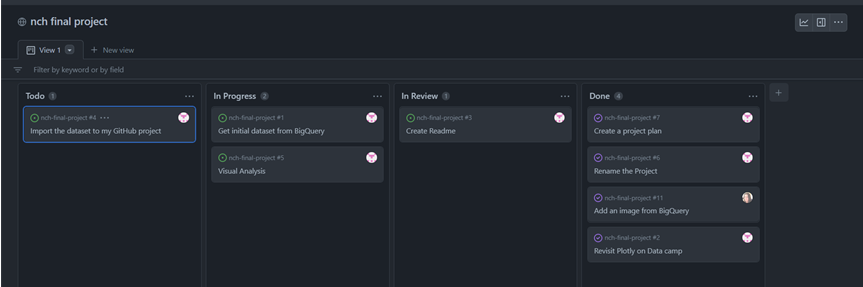 nch final project
View 1
New view
Filter by keyword or by field
Todo 1
nch-final-project #4
Import the dataset to my GitHub project
In Progress 2
nch-final-project #1
Get initial dataset from BigQuery
nch-final-project #5
Visual Analysis
In Review 1
nch-final-project #3
Create Readme
Done 4
nch-final-project #7
Create a project plan
nch-final-project #6
Rename the Project
nch-final-project #11
Add an image from BigQuery
nch-final-project #2
Revisit Plotly on Data camp